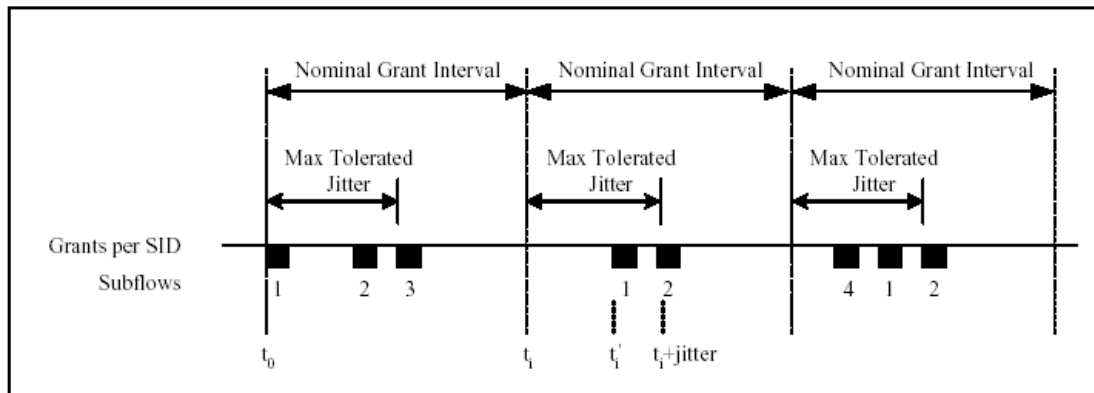 Nominal Grant Interval Nominal Grant Interval Nominal Grant Interval
Max Tolerated Max Tolerated Max Tolerated
Jitter Jitter Jitter
Grants per SID
Subflows
1 2 3 1 2 4 1 2
t₀ tᵢ tᵢ' tᵢ+jitter